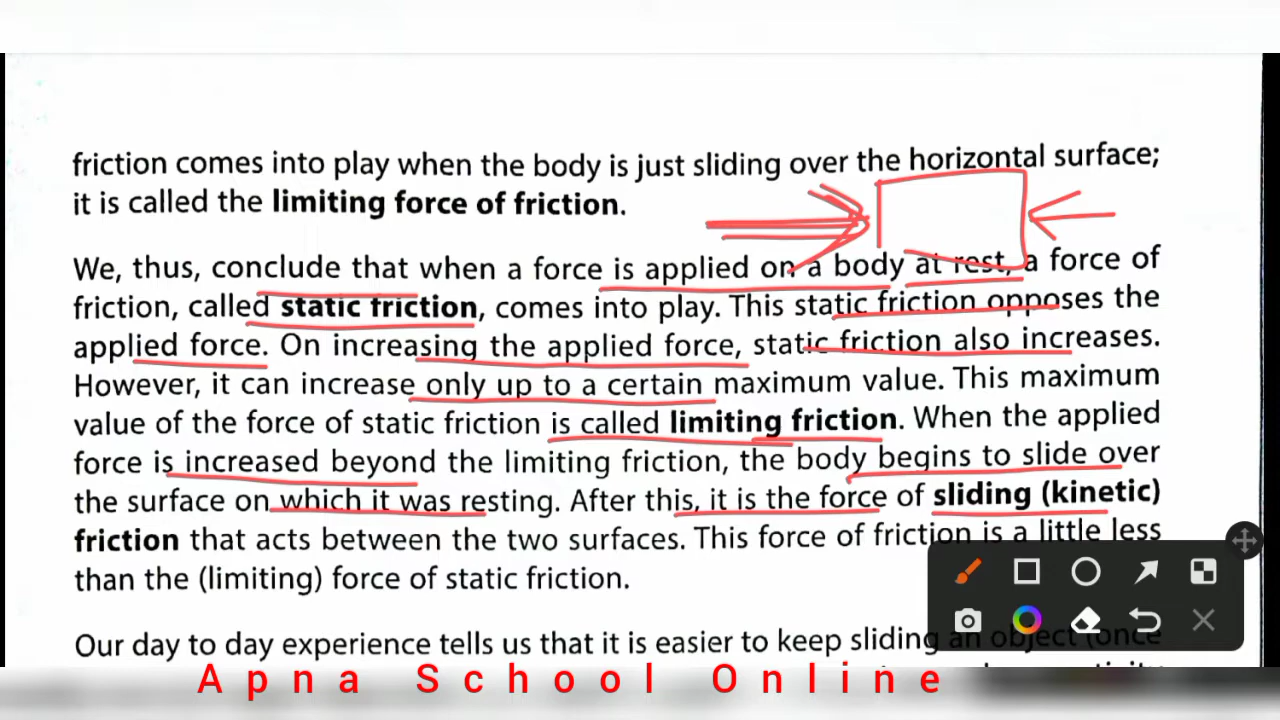 friction comes into play when the body is just sliding over the horizontal surface;
it is called the limiting force of friction.
We, thus, conclude that when a force is applied on a body at rest, a force of
friction, called static friction, comes into play. This static friction opposes the
applied force. On increasing the applied force, static friction also increases.
However, it can increase only up to a certain maximum value. This maximum
value of the force of static friction is called limiting friction. When the applied
force is increased beyond the limiting friction, the body begins to slide over
the surface on which it was resting. After this, it is the force of sliding (kinetic)
friction that acts between the two surfaces. This force of friction is a little less
than the (limiting) force of static friction.
Our day to day experience tells us that it is easier to keep sliding an object (once
Apna School Online